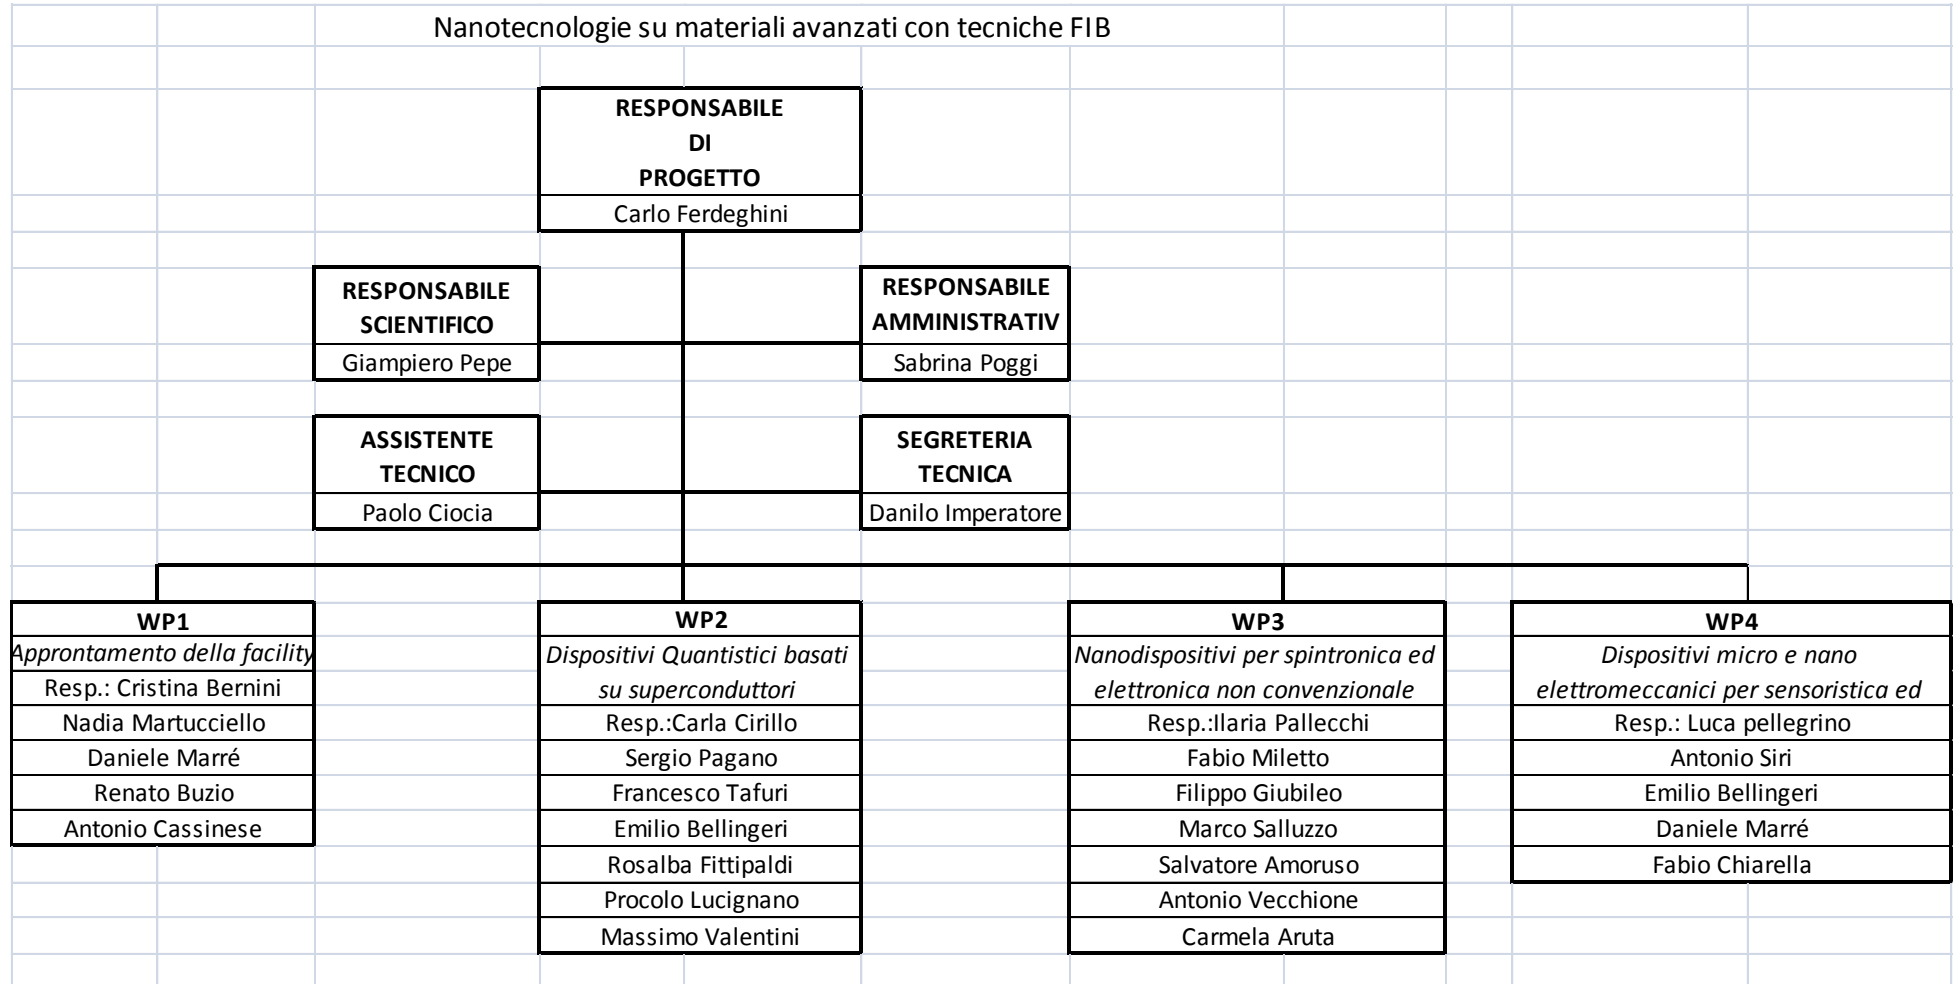 Nanotecnologie su materiali avanzati con tecniche FIB
RESPONSABILE
DI
PROGETTO
Carlo Ferdeghini
RESPONSABILE
SCIENTIFICO
Giampiero Pepe
RESPONSABILE
AMMINISTRATIV
Sabrina Poggi
ASSISTENTE
TECNICO
Paolo Ciocia
SEGRETERIA
TECNICA
Danilo Imperatore
WP1
Approntamento della facility
Resp.: Cristina Bernini
Nadia Martucciello
Daniele Marré
Renato Buzio
Antonio Cassinese
WP2
Dispositivi Quantistici basati
su superconduttori
Resp.:Carla Cirillo
Sergio Pagano
Francesco Tafuri
Emilio Bellingeri
Rosalba Fittipaldi
Procolo Lucignano
Massimo Valentini
WP3
Nanodispositivi per spintronica ed
elettronica non convenzionale
Resp.:Ilaria Pallecchi
Fabio Miletto
Filippo Giubileo
Marco Salluzzo
Salvatore Amoruso
Antonio Vecchione
Carmela Aruta
WP4
Dispositivi micro e nano
elettromeccanici per sensoristica ed
Resp.: Luca pellegrino
Antonio Siri
Emilio Bellingeri
Daniele Marré
Fabio Chiarella